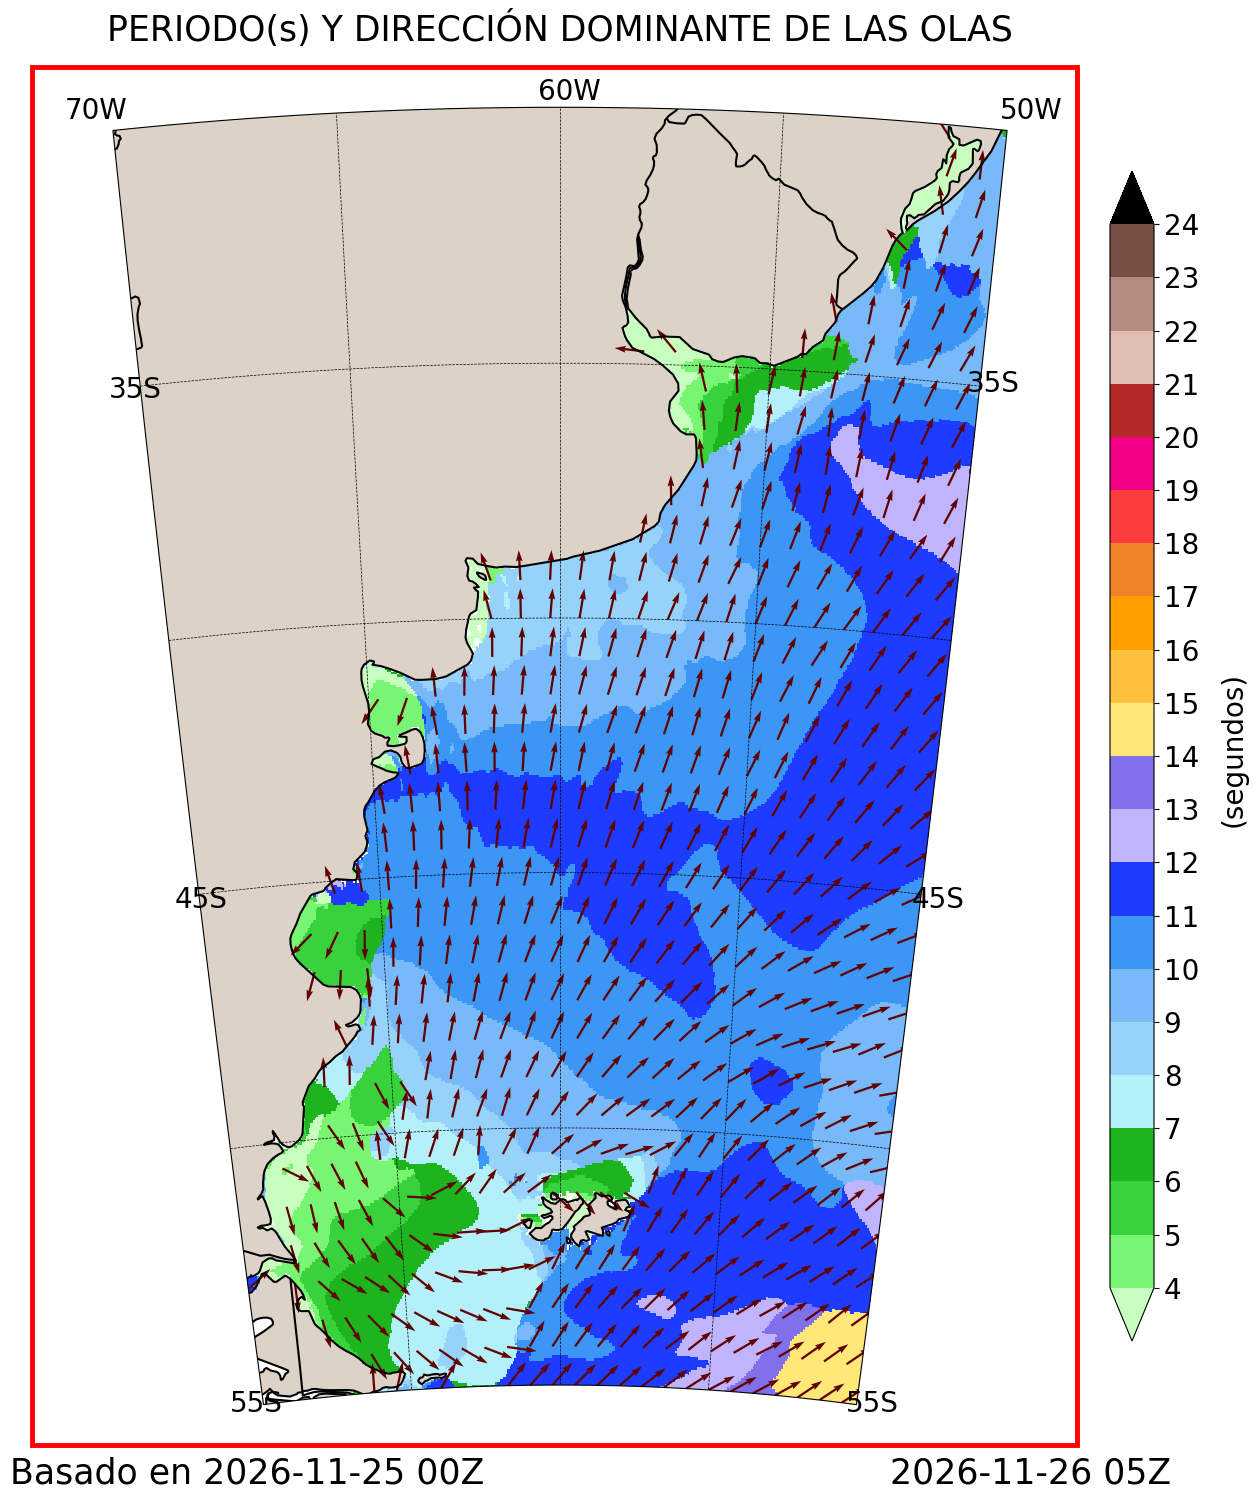 PERIODO(s) Y DIRECCIÓN DOMINANTE DE LAS OLAS
70W
60W
50W
35S
35S
45S
45S
55S
55S
24
23
22
21
20
19
18
17
16
15
14
13
12
11
10
9
8
7
6
5
4
(segundos)
Basado en 2026-11-25 00Z
2026-11-26 05Z